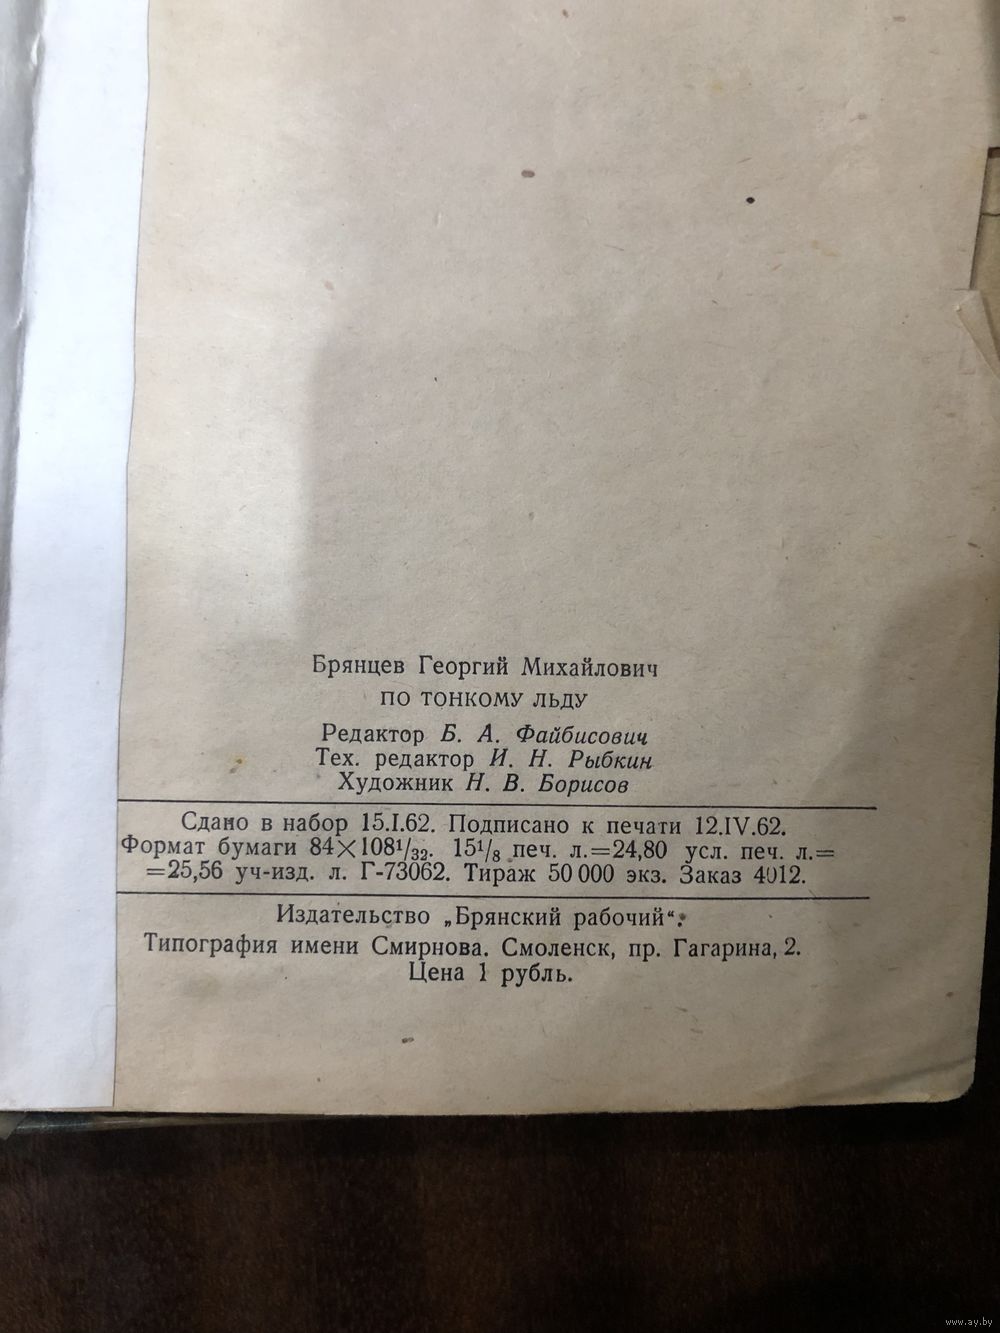 Брянцев Георгий Михайлович
ПО ТОНКОМУ ЛЬДУ
Редактор Б. А. Файбисович
Тех. редактор И. Н. Рыбкин
Художник Н. В. Борисов
Сдано в набор 15.I.62. Подписано к печати 12.IV.62.
Формат бумаги 84×108¹/₃₂. 15¹/₈ печ. л.=24,80 усл. печ. л.=
=25,56 уч-изд. л. Г-73062. Тираж 50 000 экз. Заказ 4012.
Издательство „Брянский рабочий“.
Типография имени Смирнова. Смоленск, пр. Гагарина, 2.
Цена 1 рубль.
www.ay.by